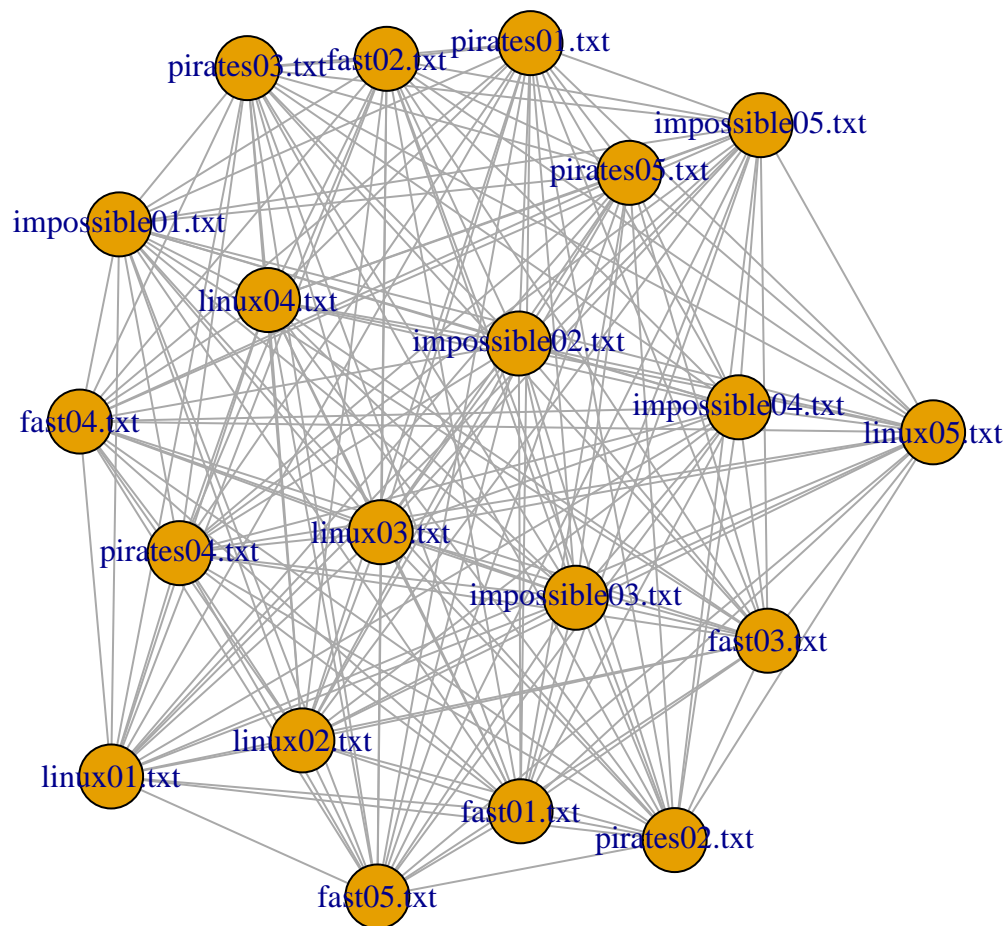 pirates01.txt
fast02.txt
pirates03.txt
impossible05.txt
pirates05.txt
impossible01.txt
linux04.txt
impossible02.txt
impossible04.txt
fast04.txt
linux05.txt
linux03.txt
pirates04.txt
impossible03.txt
fast03.txt
linux02.txt
linux01.txt
fast01.txt
pirates02.txt
fast05.txt